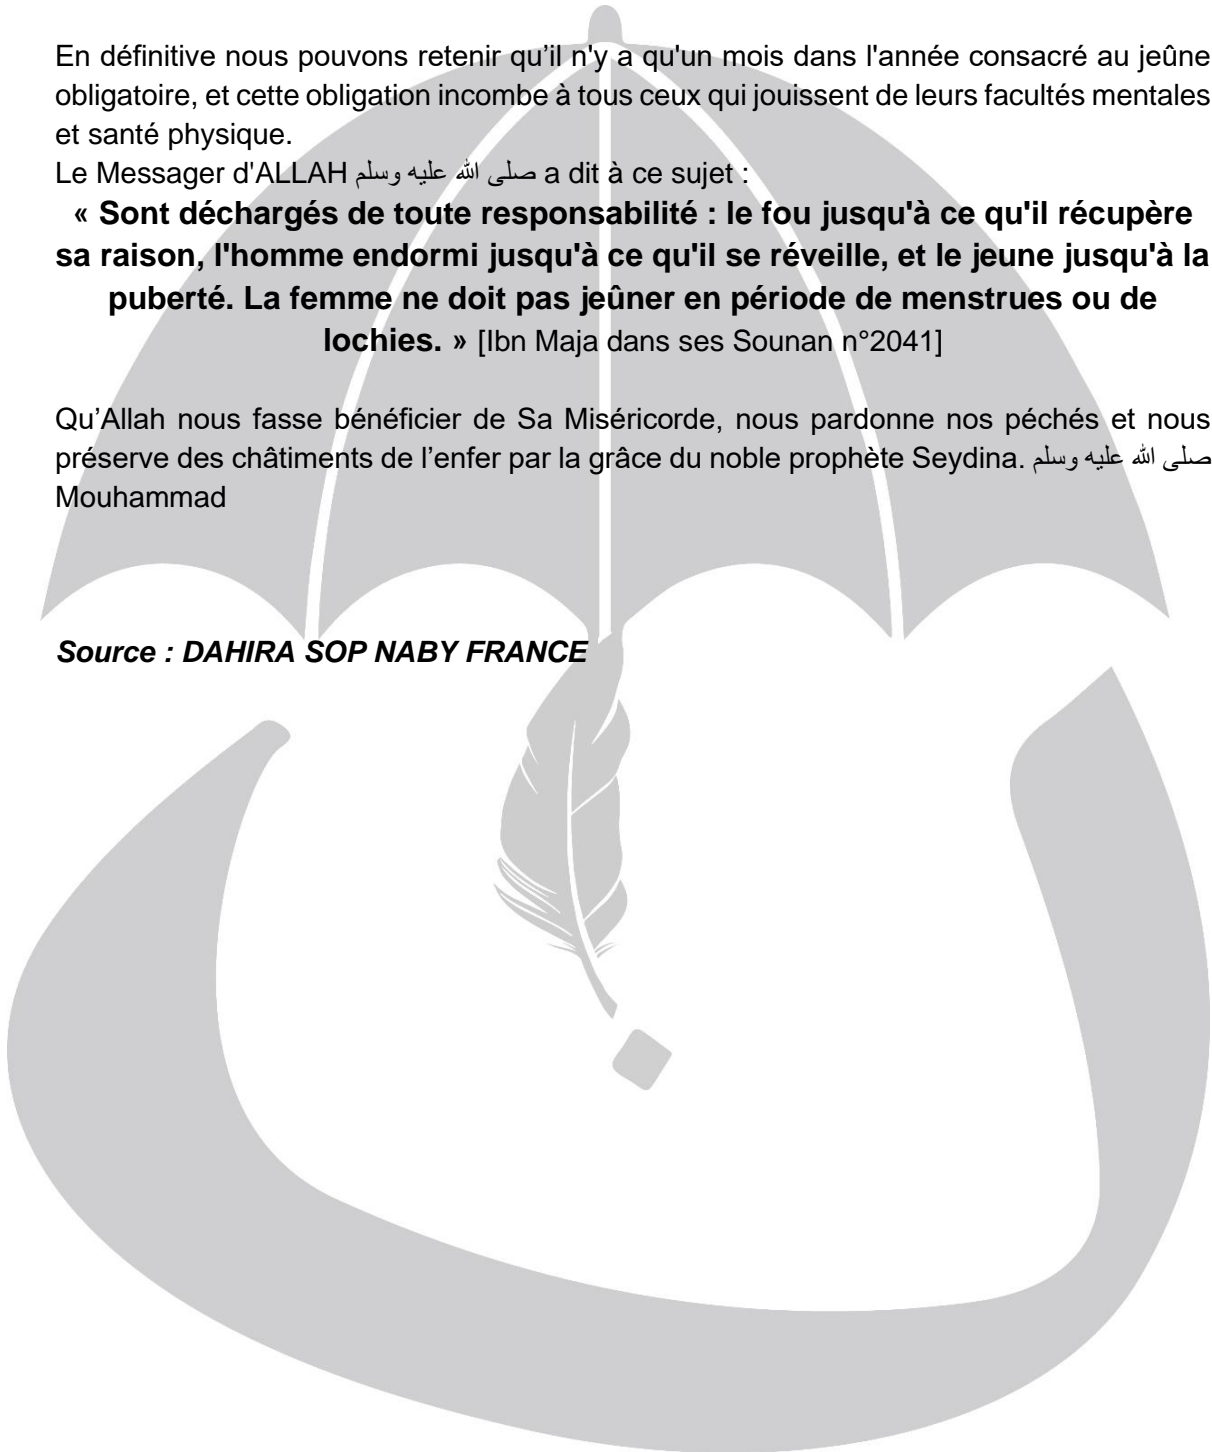 En définitive nous pouvons retenir qu’il n'y a qu'un mois dans l'année consacré au jeûne
obligatoire, et cette obligation incombe à tous ceux qui jouissent de leurs facultés mentales
et santé physique.
Le Messager d'ALLAH صلى الله عليه وسلم a dit à ce sujet :
« Sont déchargés de toute responsabilité : le fou jusqu'à ce qu'il récupère
sa raison, l'homme endormi jusqu'à ce qu'il se réveille, et le jeune jusqu'à la
puberté. La femme ne doit pas jeûner en période de menstrues ou de
lochies. » [Ibn Maja dans ses Sounan n°2041]
Qu’Allah nous fasse bénéficier de Sa Miséricorde, nous pardonne nos péchés et nous
préserve des châtiments de l’enfer par la grâce du noble prophète Seydina. صلى الله عليه وسلم
Mouhammad
Source : DAHIRA SOP NABY FRANCE